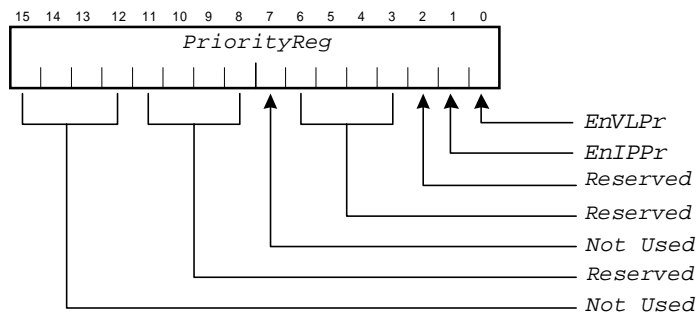 15 14 13 12 11 10 9 8 7 6 5 4 3 2 1 0
PriorityReg
EnVLPr
EnIPPr
Reserved
Reserved
Not Used
Reserved
Not Used